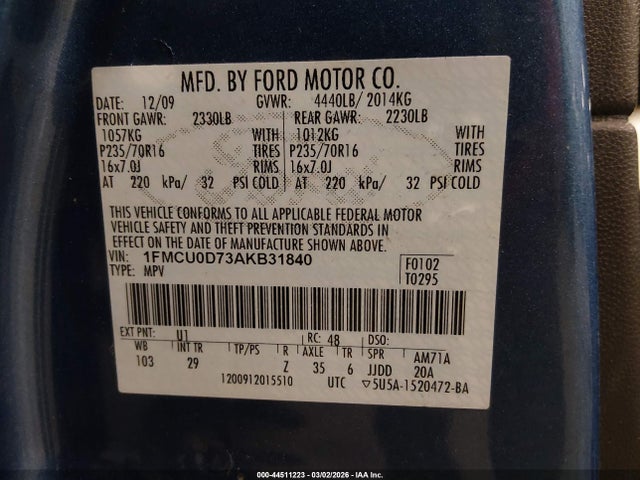 MFD. BY FORD MOTOR CO.
DATE: 12/09 GVWR: 4440LB/ 2014KG
FRONT GAWR: 2330LB REAR GAWR: 2230LB
1057KG WITH 1012KG WITH
P235/70R16 TIRES P235/70R16 TIRES
16x7.0J RIMS 16x7.0J RIMS
AT 220 kPa/ 32 PSI COLD AT 220 kPa/ 32 PSI COLD
THIS VEHICLE CONFORMS TO ALL APPLICABLE FEDERAL MOTOR
VEHICLE SAFETY AND THEFT PREVENTION STANDARDS IN
EFFECT ON THE DATE OF MANUFACTURE SHOWN ABOVE.
VIN: 1FMCU0D73AKB31840 F0102
TYPE: MPV T0295
EXT PNT: U1 RC: 48 DSO:
WB INT TR TP/PS R AXLE TR SPR AM71A
103 29 Z 35 6 JJDD 20A
1200912015510 UTC ▽5U5A-1520472-BA
000-44511223 - 03/02/2026 - IAA Inc.